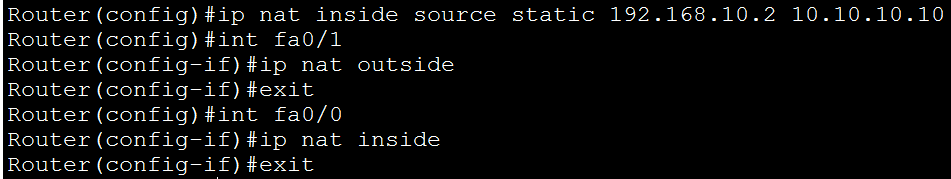 Router(config)#ip nat inside source static 192.168.10.2 10.10.10.10
Router(config)#int fa0/1
Router(config-if)#ip nat outside
Router(config-if)#exit
Router(config)#int fa0/0
Router(config-if)#ip nat inside
Router(config-if)#exit